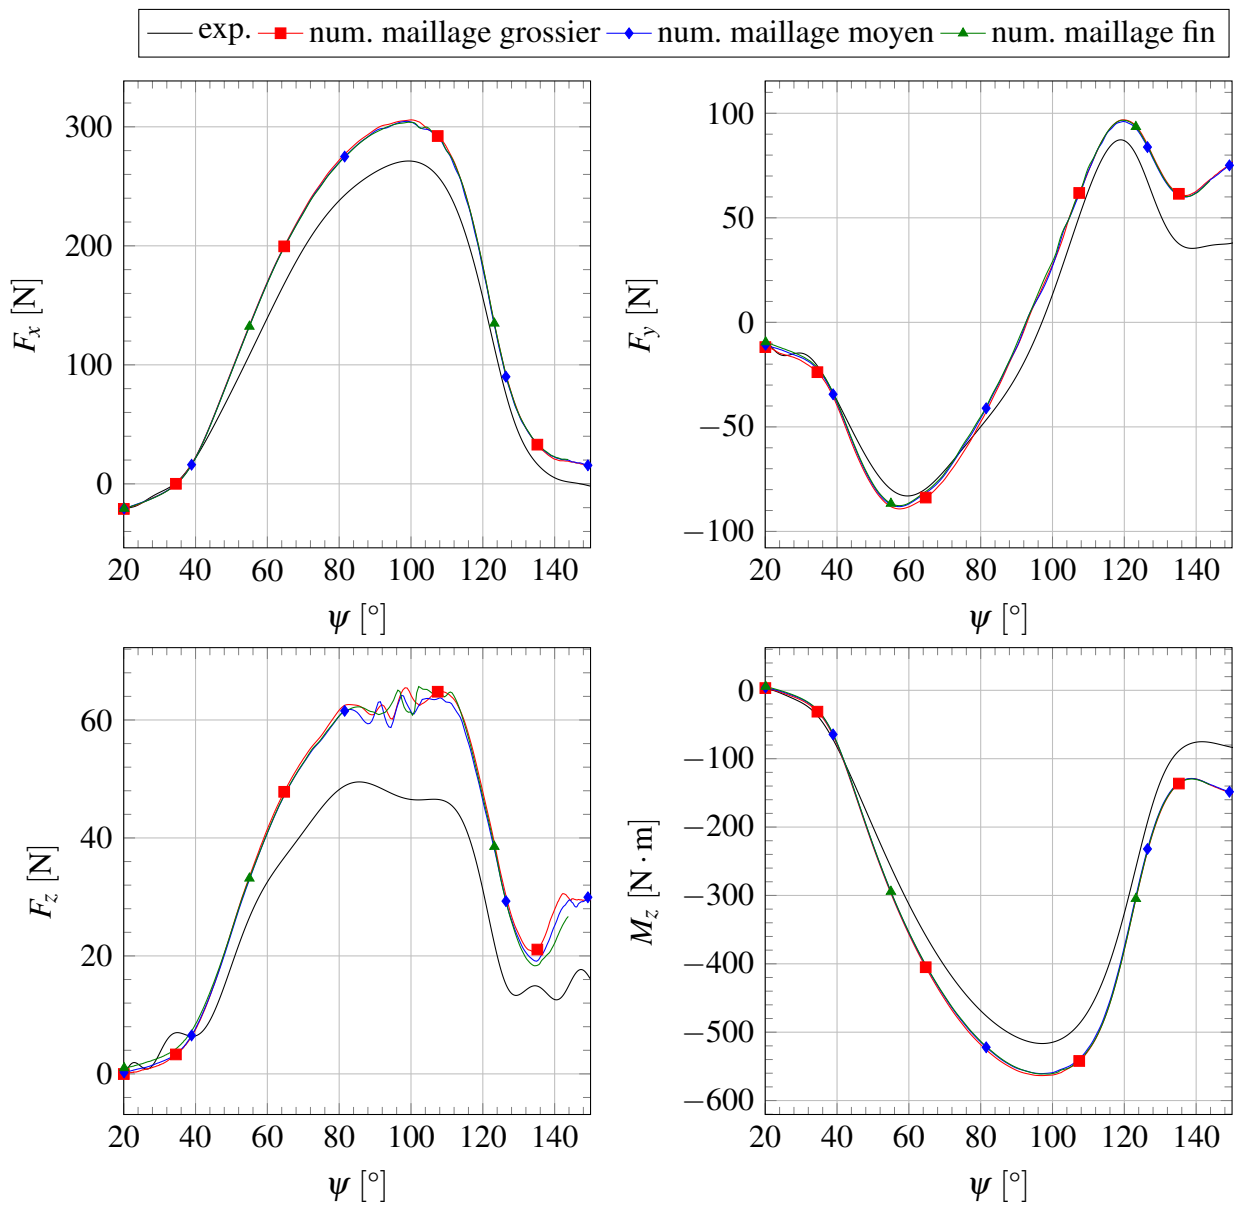 exp. num. maillage grossier num. maillage moyen num. maillage fin
300
200
100
0
F_x [N]
20 40 60 80 100 120 140
ψ [°]
100
50
0
−50
−100
F_y [N]
20 40 60 80 100 120 140
ψ [°]
60
40
20
0
F_z [N]
20 40 60 80 100 120 140
ψ [°]
0
−100
−200
−300
−400
−500
−600
M_z [N·m]
20 40 60 80 100 120 140
ψ [°]